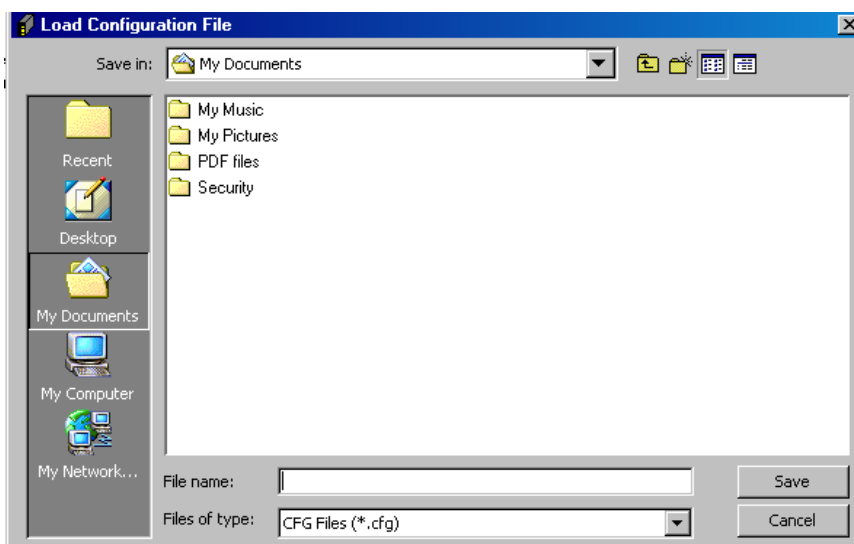 Load Configuration File
Save in: My Documents
Recent
Desktop
My Documents
My Computer
My Network...
My Music
My Pictures
PDF files
Security
File name:
Save
Files of type: CFG Files (*.cfg)
Cancel